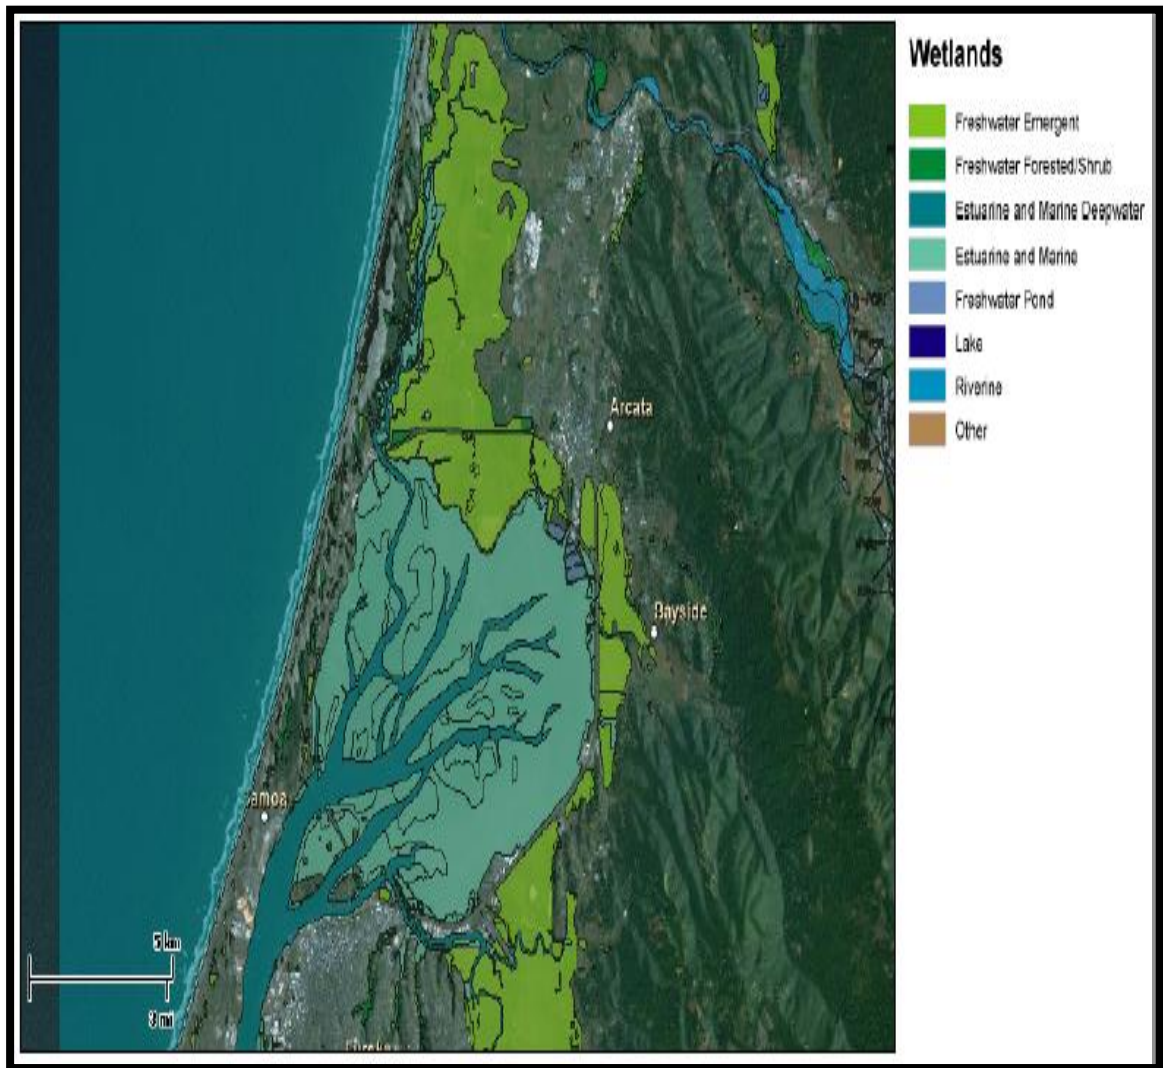 Wetlands
Freshwater Emergent
Freshwater Forested/Shrub
Estuarine and Marine Deepwater
Estuarine and Marine
Freshwater Pond
Lake
Riverine
Other
Arcata
Bayside
amoa
5 km
3 mi